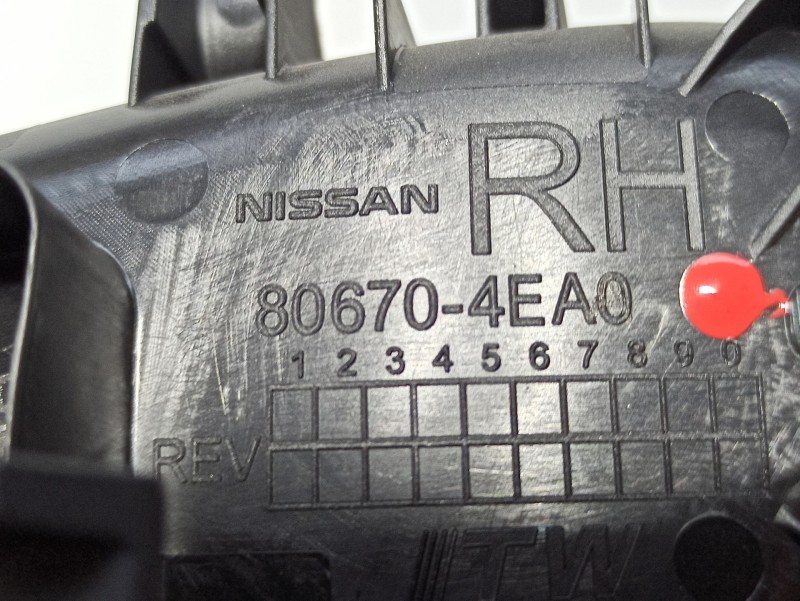 NISSAN RH
80670-4EA0
1 2 3 4 5 6 7 8 9 0
REV
ITW